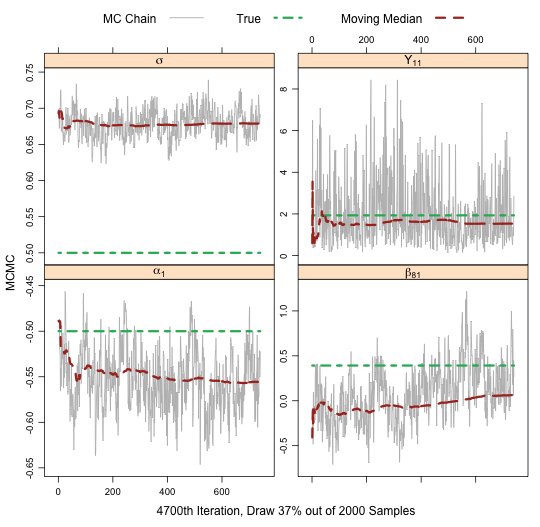 MC Chain True Moving Median
0 200 400 600
σ Υ₁₁
0.50 0.55 0.60 0.65 0.70 0.75
0 2 4 6 8
MCMC
α₁ β₈₁
-0.65 -0.60 -0.55 -0.50 -0.45
-0.5 0.0 0.5 1.0
0 200 400 600
4700th Iteration, Draw 37% out of 2000 Samples